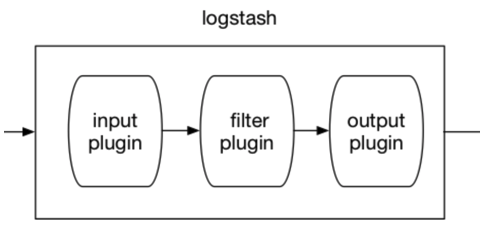 logstash
input
plugin
filter
plugin
output
plugin